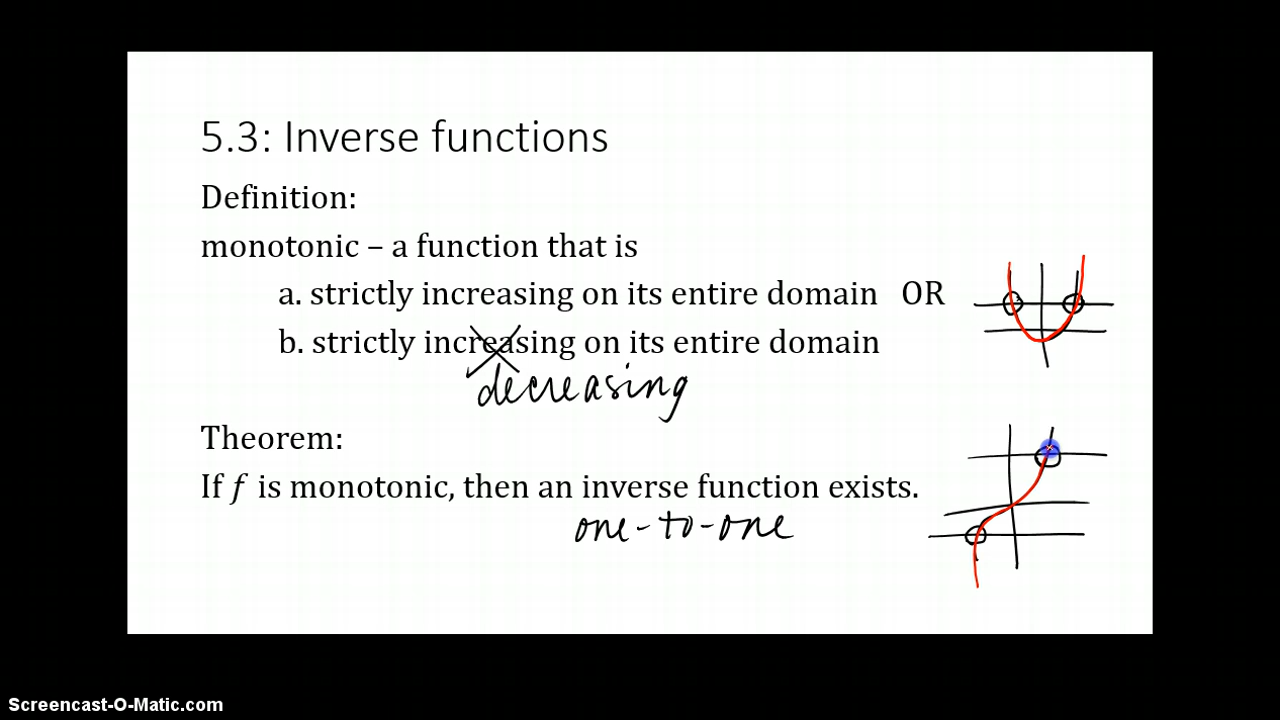 5.3: Inverse functions
Definition:
monotonic – a function that is
a. strictly increasing on its entire domain OR
b. strictly increasing on its entire domain
decreasing
Theorem:
If f is monotonic, then an inverse function exists.
one-to-one
Screencast-O-Matic.com